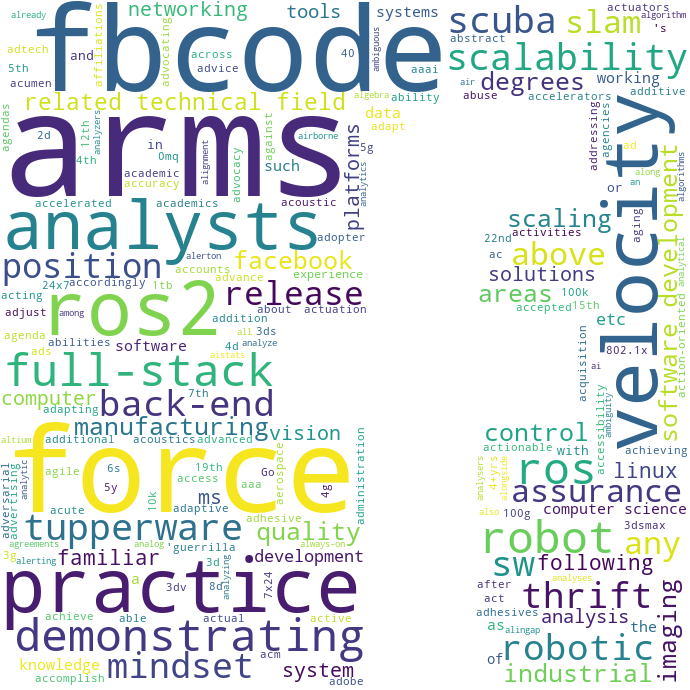 already
networking
tools
systems
actuators
algorithm
fbcode
scuba
slam
's
adtech
affiliations
advocating
ambiguous
abstract
scalability
5th
and
across
40
acumen
advice
aaai
air
degrees
working
related technical field
algebra
ability
abuse
accelerators
additive
data
agendas
12th
analyzers
2d
4th
arms
in
0mq
alignment
such
against
airborne
adapt
5g
platforms
analytics
addressing
agencies
ad
velocity
academic
accuracy
advocacy
along
algorithms
or
an
accelerated
academics
acoustic
aging
software development
analysts
adopter
scaling
activities
22nd
above
alerton
ac
position
accounts
facebook
solutions
analytical
acting
24x7
accordingly
1tb
advance
experience
areas
100k
action-oriented
release
accepted
15th
adjust
ros2
among
about
actuation
etc
addition
agenda
all
3ds
abilities
software
4d
analyze
802.1x
ads
aistats
acquisition
ai
full-stack
computer
7th
adapting
back-end
accessibility
ambiguity
manufacturing
vision
control
achieving
altium
additional
acoustics
advanced
actionable
with
analytic
adversarial
advertising
agile
6s
19th
Go
aerospace
administration
analysers
4+yrs
alongside
ros
linux
force
access
5y
10k
ms
aaa
4g
assurance
acute
adaptive
adhesive
also
100g
computer science
tupperware
quality
3dsmax
agreements
analog
'guerrilla
always-on
robot
any
3g
alerting
familiar
3d
development
sw
following
a
analyzing
7x24
analyses
practice
3dv
8d
after
thrift
imaging
achieve
able
actual
active
act
adhesives
analysis
demonstrating
as
alingap
the
knowledge
mindset
acm
system
of
robotic
accomplish
adobe
industrial